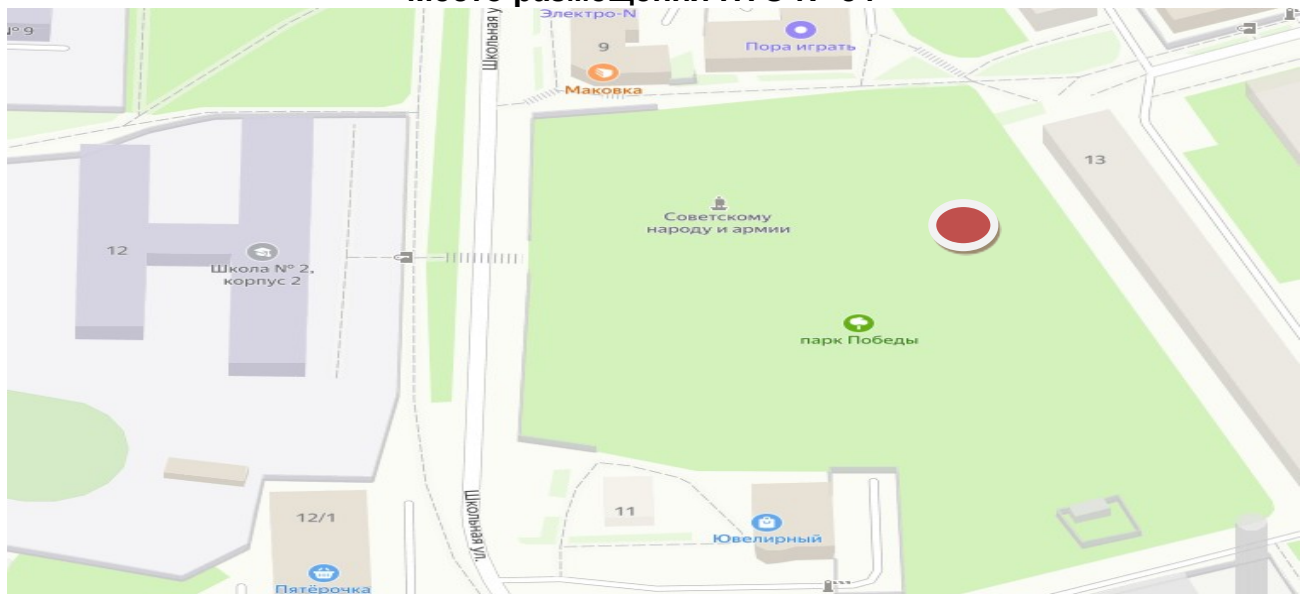 Школьная у
Электро-N
№ 9
9
Пора играть
Маковка
13
Советскому
народу и армии
12
Школа № 2,
корпус 2
парк Победы
Школьная ул.
11
12/1
Ювелирный
Пятёрочка